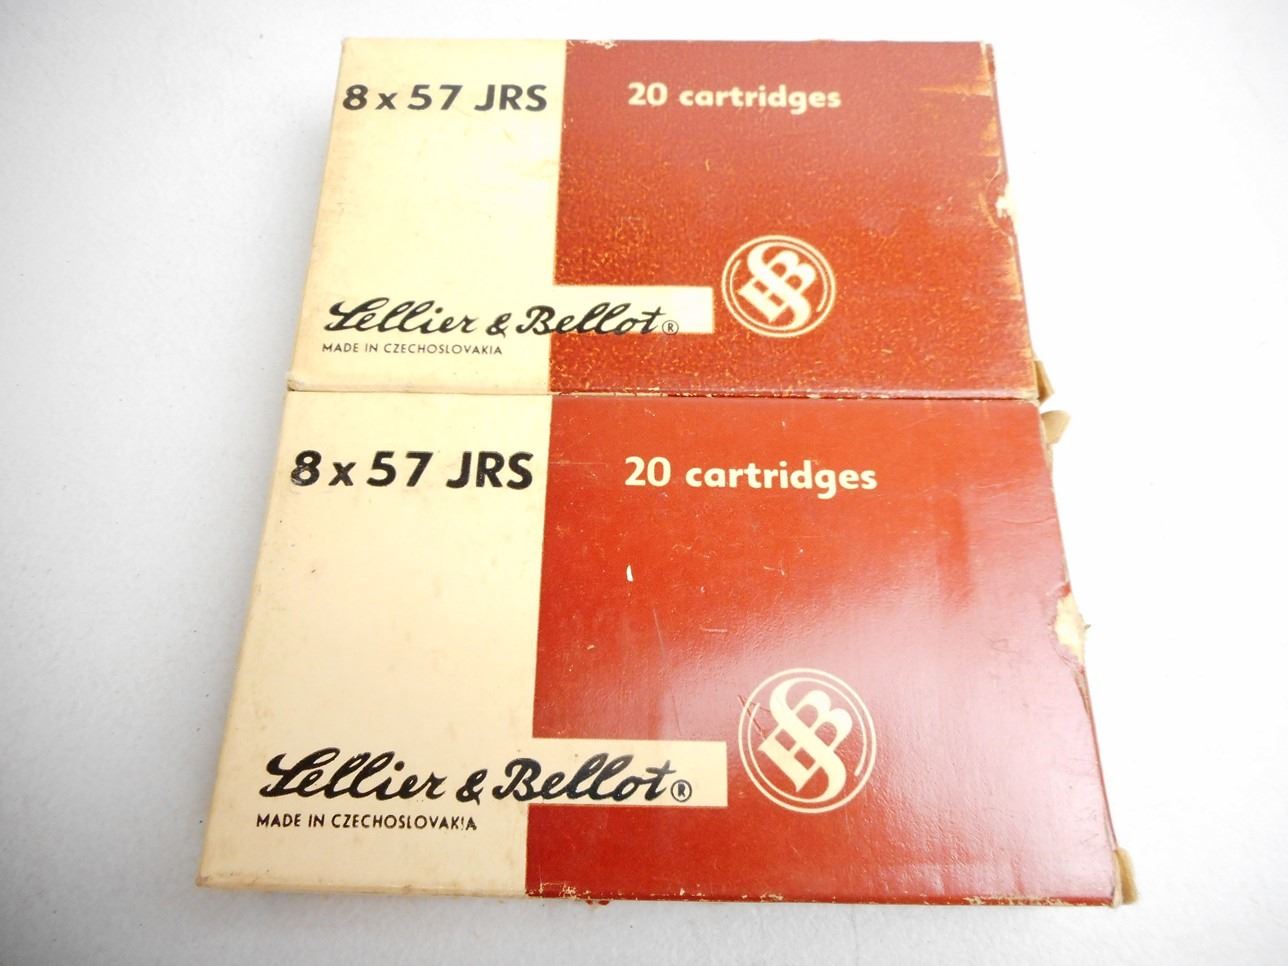 8 x 57 JRS
20 cartridges
Sellier & Bellot®
MADE IN CZECHOSLOVAKIA
8 x 57 JRS
20 cartridges
Sellier & Bellot®
MADE IN CZECHOSLOVAKIA